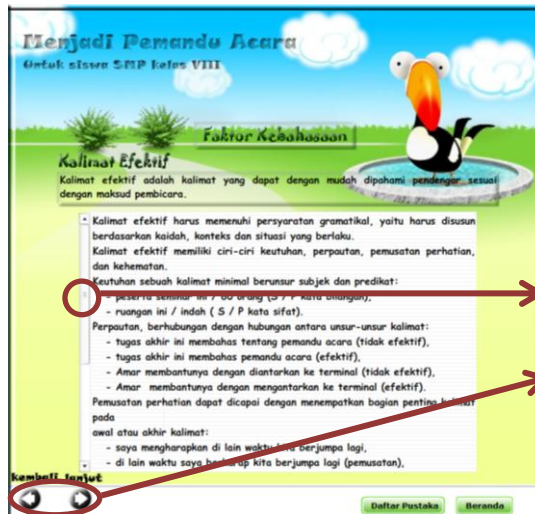 Menjadi Pemandu Acara
Untuk siswa SMP kelas VIII
Faktor Kebahasaan
Kalimat Efektif
Kalimat efektif adalah kalimat yang dapat dengan mudah dipahami pendengar sesuai
dengan maksud pembicara.
Kalimat efektif harus memenuhi persyaratan gramatikal, yaitu harus disusun
berdasarkan kaidah, konteks dan situasi yang berlaku.
Kalimat efektif memiliki ciri-ciri keutuhan, perpautan, pemusatan perhatian,
dan kehematan.
Keutuhan sebuah kalimat minimal berunsur subjek dan predikat:
- peserta seminar ini / 60 orang (S / P kata bilangan),
- ruangan ini / indah ( S / P kata sifat).
Perpautan, berhubungan dengan hubungan antara unsur-unsur kalimat:
- tugas akhir ini membahas tentang pemandu acara (tidak efektif),
- tugas akhir ini membahas pemandu acara (efektif),
- Amar membantunya dengan diantarkan ke terminal (tidak efektif),
- Amar membantunya dengan mengantarkan ke terminal (efektif).
Pemusatan perhatian dapat dicapai dengan menempatkan bagian penting kalimat
pada
awal atau akhir kalimat:
- saya mengharapkan di lain waktu kita berjumpa lagi,
- di lain waktu saya berharap kita berjumpa lagi (pemusatan),
kembali lanjut
Daftar Pustaka Beranda